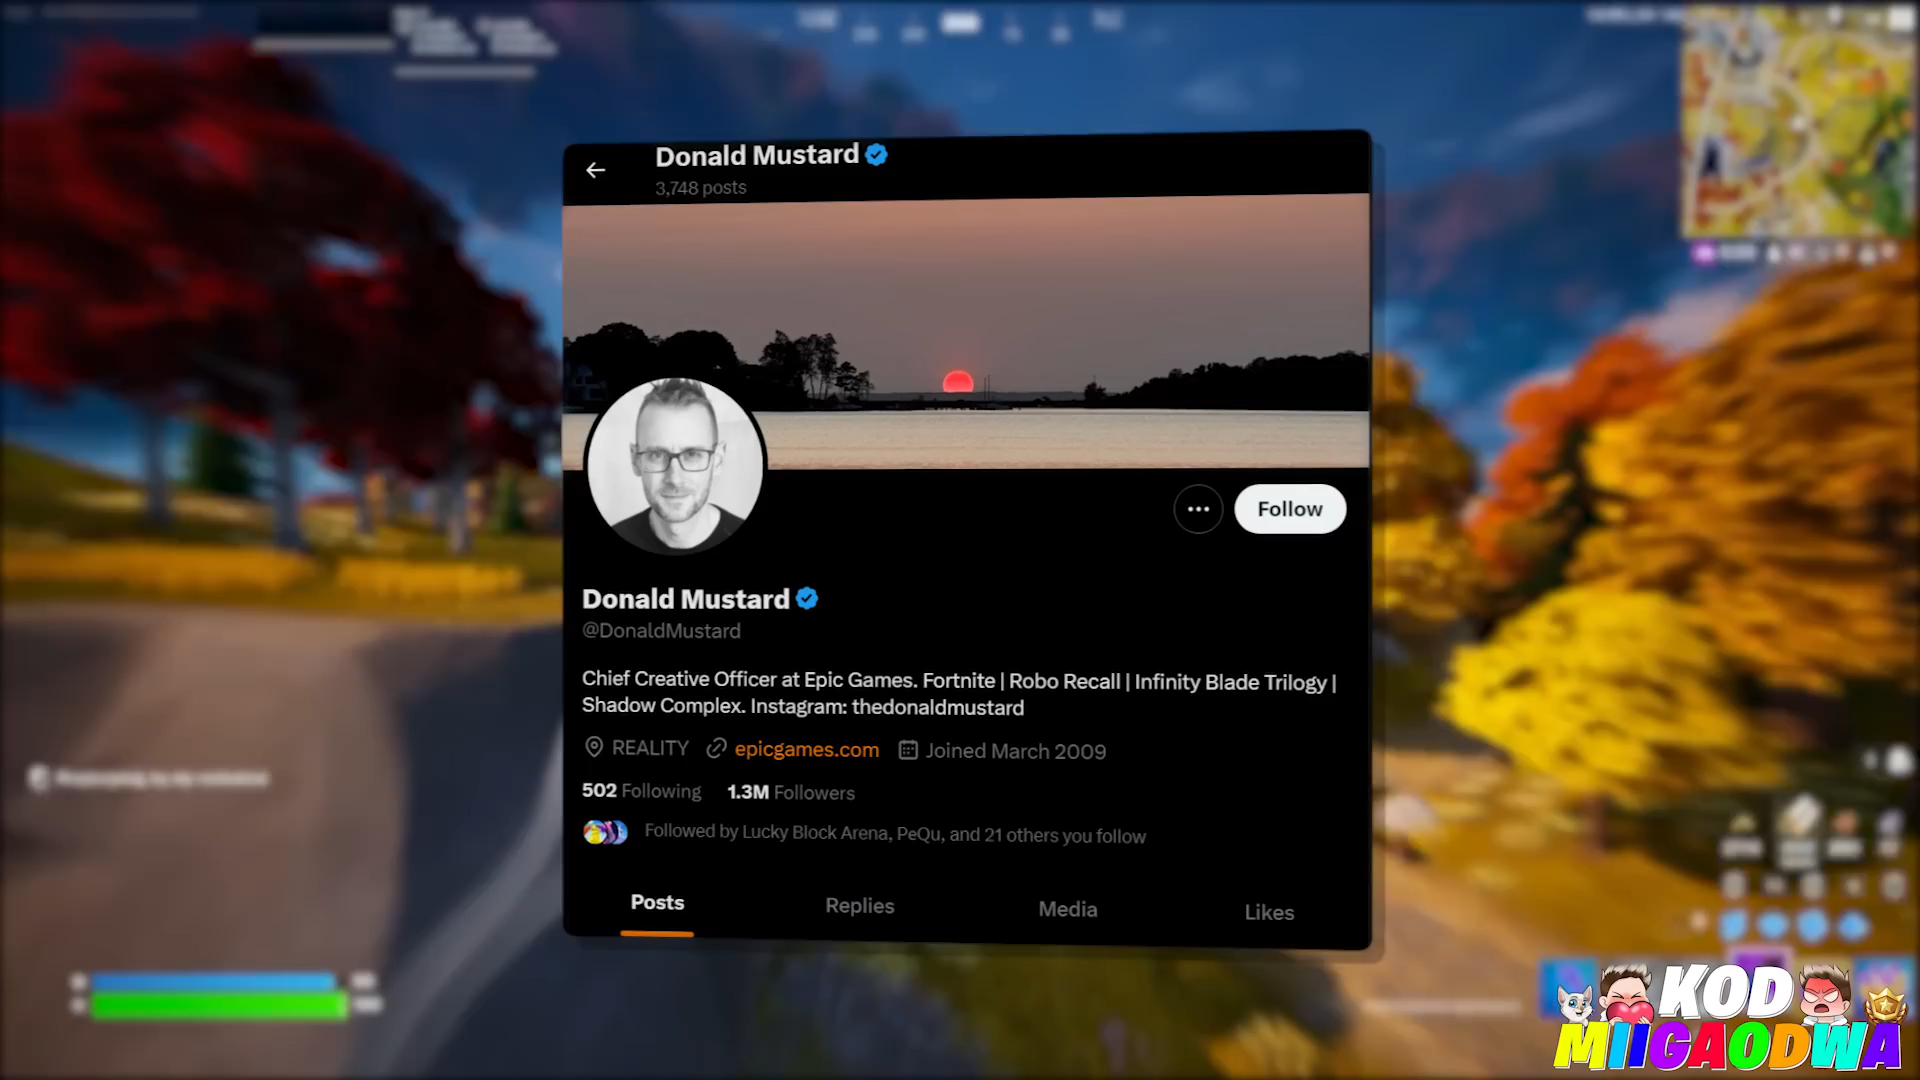 Donald Mustard
3,748 posts
Follow
Donald Mustard
@DonaldMustard
Chief Creative Officer at Epic Games. Fortnite | Robo Recall | Infinity Blade Trilogy |
Shadow Complex. Instagram: thedonaldmustard
REALITY epicgames.com Joined March 2009
502 Following 1.3M Followers
Followed by Lucky Block Arena, PeQu, and 21 others you follow
Posts Replies Media Likes
KOD
MIIGAODWA